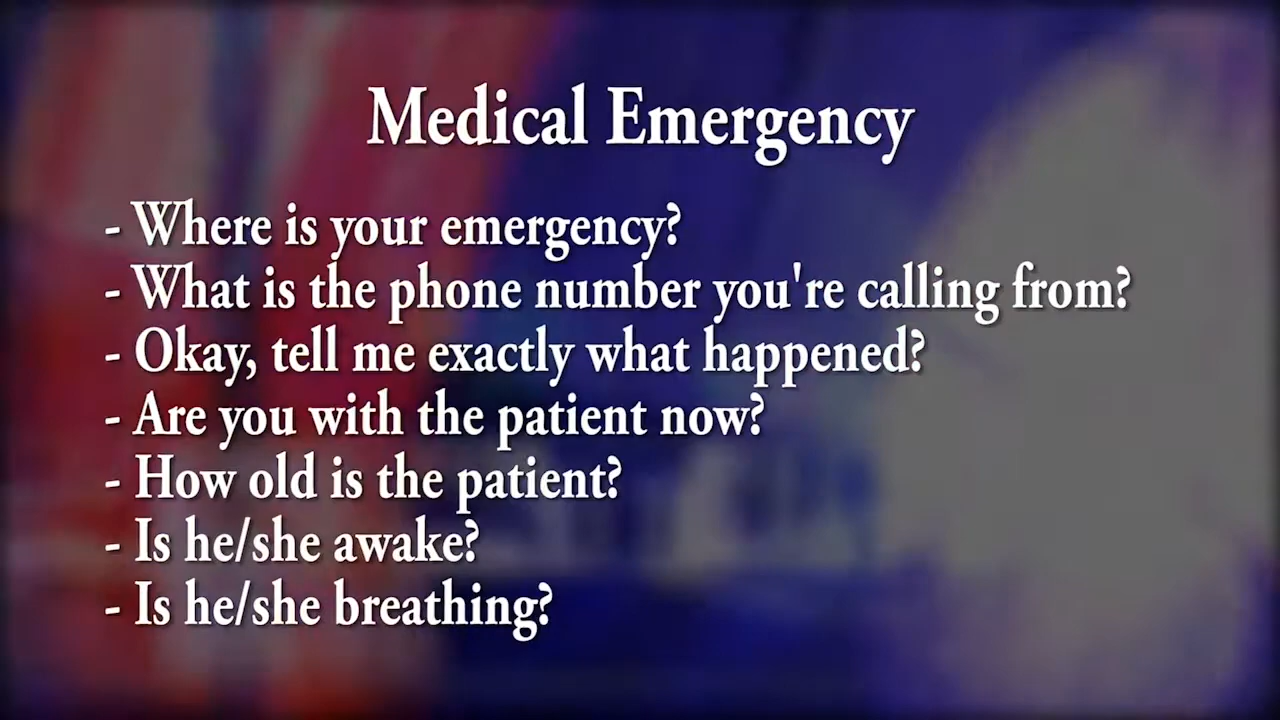 Medical Emergency
- Where is your emergency?
- What is the phone number you're calling from?
- Okay, tell me exactly what happened?
- Are you with the patient now?
- How old is the patient?
- Is he/she awake?
- Is he/she breathing?